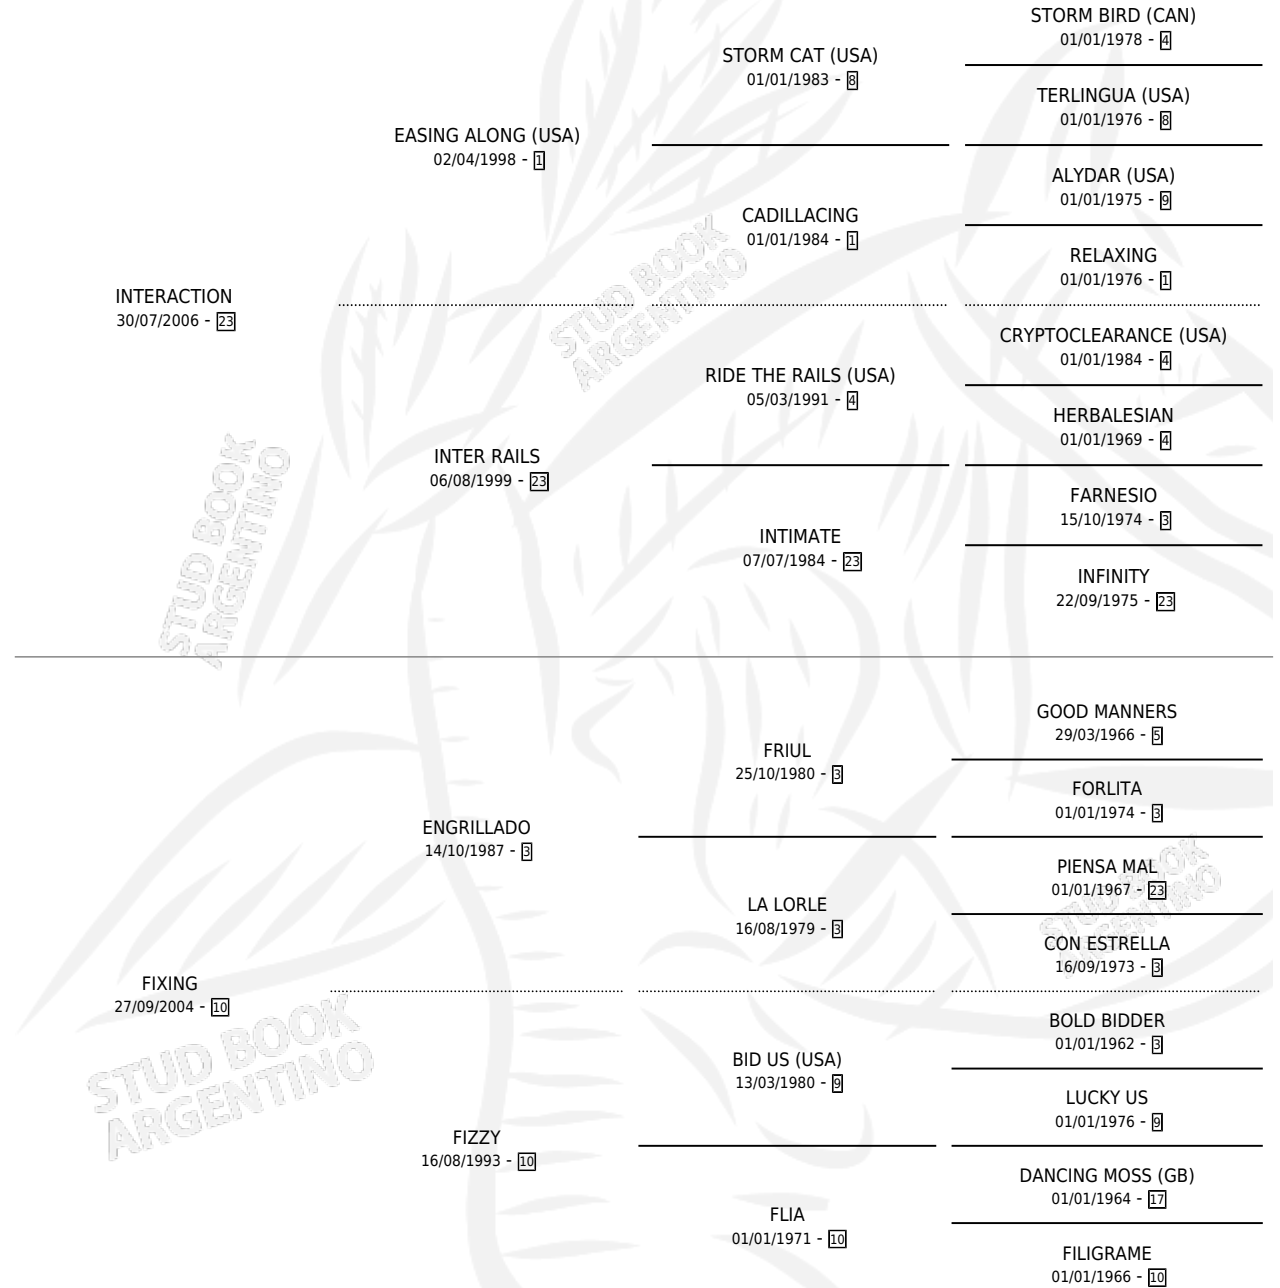 STORM BIRD (CAN)
01/01/1978 - 4
STORM CAT (USA)
01/01/1983 - 8
TERLINGUA (USA)
01/01/1976 - 8
EASING ALONG (USA)
02/04/1998 - 1
ALYDAR (USA)
01/01/1975 - 9
CADILLACING
01/01/1984 - 1
RELAXING
01/01/1976 - 1
INTERACTION
30/07/2006 - 23
CRYPTOCLEARANCE (USA)
01/01/1984 - 4
RIDE THE RAILS (USA)
05/03/1991 - 4
HERBALESIAN
01/01/1969 - 4
INTER RAILS
06/08/1999 - 23
FARNESIO
15/10/1974 - 3
INTIMATE
07/07/1984 - 23
INFINITY
22/09/1975 - 23
GOOD MANNERS
29/03/1966 - 5
FRIUL
25/10/1980 - 3
FORLITA
01/01/1974 - 3
ENGRILLADO
14/10/1987 - 3
PIENSA MAL
01/01/1967 - 23
LA LORLE
16/08/1979 - 3
CON ESTRELLA
16/09/1973 - 3
FIXING
27/09/2004 - 10
BOLD BIDDER
01/01/1962 - 3
BID US (USA)
13/03/1980 - 9
LUCKY US
01/01/1976 - 9
FIZZY
16/08/1993 - 10
DANCING MOSS (GB)
01/01/1964 - 17
FLIA
01/01/1971 - 10
FILIGRAME
01/01/1966 - 10
STUD BOOK
ARGENTINO
STUD BOOK
ARGENTINO
STUD BOOK
ARGENTINO
STUD BOOK
ARGENTINO